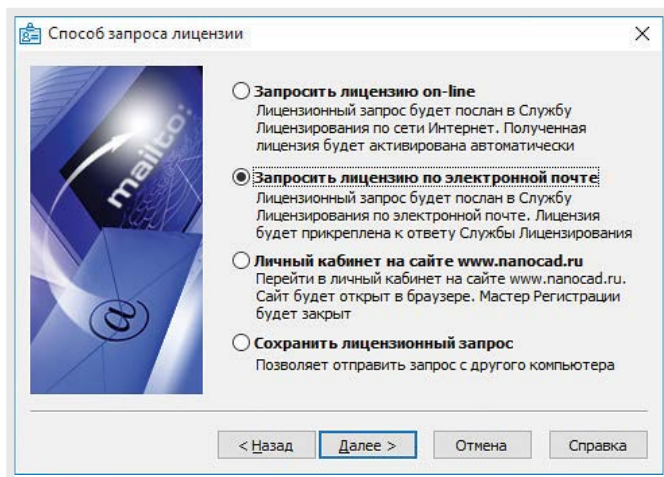 Способ запроса лицензии
mailto:
@
Запросить лицензию on-line
Лицензионный запрос будет послан в Службу
Лицензирования по сети Интернет. Полученная
лицензия будет активирована автоматически
Запросить лицензию по электронной почте
Лицензионный запрос будет послан в Службу
Лицензирования по электронной почте. Лицензия
будет прикреплена к ответу Службы Лицензирования
Личный кабинет на сайте www.nanocad.ru
Перейти в личный кабинет на сайте www.nanocad.ru.
Сайт будет открыт в браузере. Мастер Регистрации
будет закрыт
Сохранить лицензионный запрос
Позволяет отправить запрос с другого компьютера
< Назад Далее > Отмена Справка